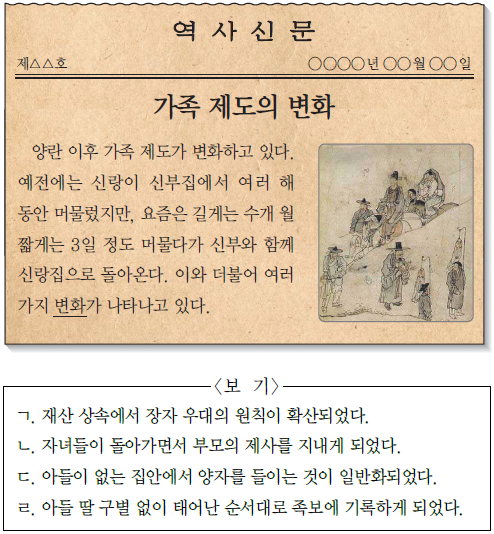 역 사 신 문
제△△호 ○○○○년 ○○월 ○○일
가족 제도의 변화
양란 이후 가족 제도가 변화하고 있다.
예전에는 신랑이 신부집에서 여러 해
동안 머물렀지만, 요즘은 길게는 수개 월
짧게는 3일 정도 머물다가 신부와 함께
신랑집으로 돌아온다. 이와 더불어 여러
가지 변화가 나타나고 있다.
〈보 기〉
ㄱ. 재산 상속에서 장자 우대의 원칙이 확산되었다.
ㄴ. 자녀들이 돌아가면서 부모의 제사를 지내게 되었다.
ㄷ. 아들이 없는 집안에서 양자를 들이는 것이 일반화되었다.
ㄹ. 아들 딸 구별 없이 태어난 순서대로 족보에 기록하게 되었다.